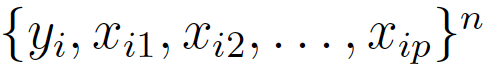 {y_i, x_{i1}, x_{i2}, . . . , x_{ip}}^n